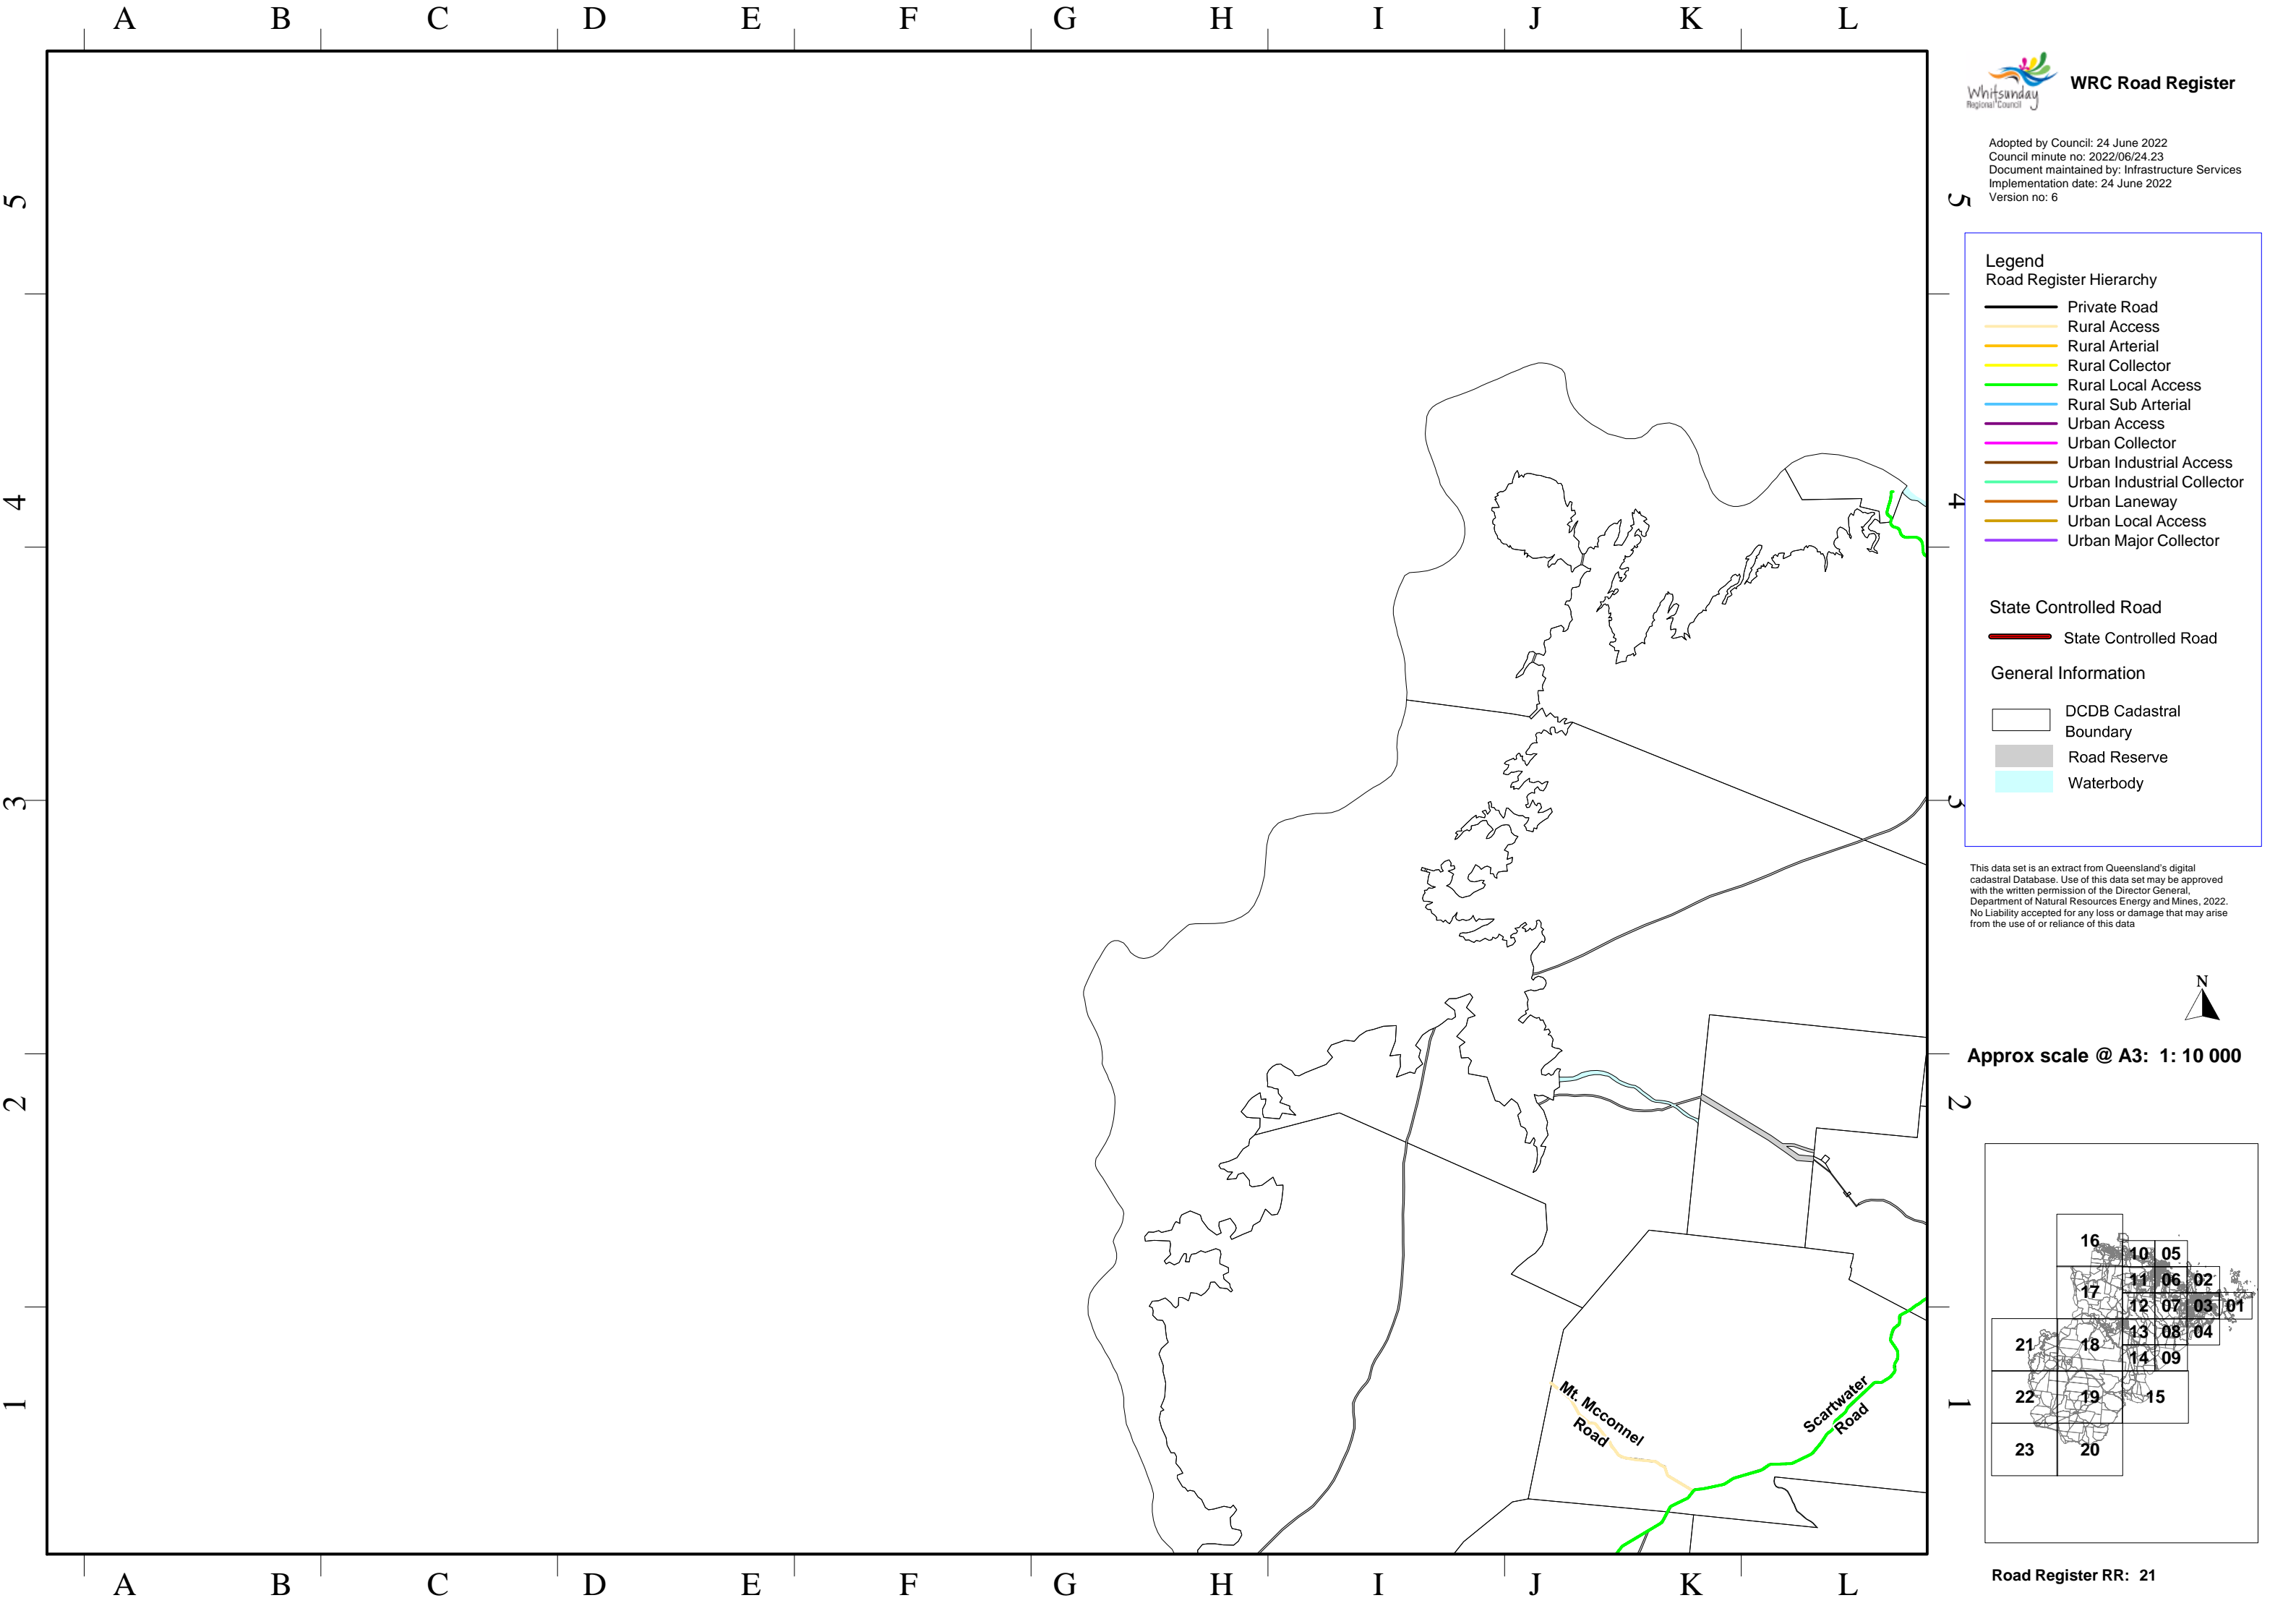 A B C D E F G H I J K L
Whitsunday
Regional Council
WRC Road Register
Adopted by Council: 24 June 2022
Council minute no: 2022/06/24.23
Document maintained by: Infrastructure Services
Implementation date: 24 June 2022
Version no: 6
5 5
4 4
3 3
2 2
1 1
Legend
Road Register Hierarchy
Private Road
Rural Access
Rural Arterial
Rural Collector
Rural Local Access
Rural Sub Arterial
Urban Access
Urban Collector
Urban Industrial Access
Urban Industrial Collector
Urban Laneway
Urban Local Access
Urban Major Collector
State Controlled Road
State Controlled Road
General Information
DCDB Cadastral
Boundary
Road Reserve
Waterbody
This data set is an extract from Queensland's digital
cadastral Database. Use of this data set may be approved
with the written permission of the Director General,
Department of Natural Resources Energy and Mines, 2022.
No Liability accepted for any loss or damage that may arise
from the use of or reliance of this data
N
Approx scale @ A3: 1: 10 000
Mt. Mcconnel
Road
Scartwater
Road
16 10 05
17 11 06 02
12 07 03 01
21 18 13 08 04
14 09
22 19 15
23 20
Road Register RR: 21
A B C D E F G H I J K L